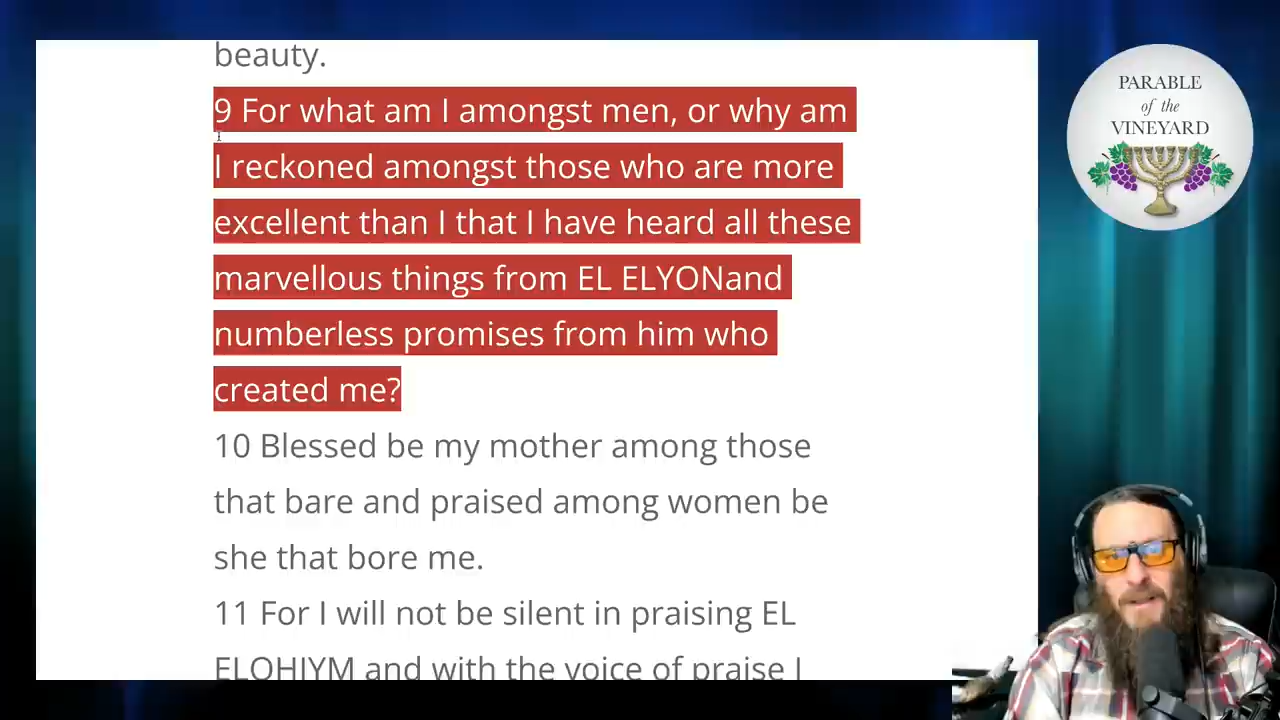 beauty.
9 For what am I amongst men, or why am
I reckoned amongst those who are more
excellent than I that I have heard all these
marvellous things from EL ELYONand
numberless promises from him who
created me?
10 Blessed be my mother among those
that bare and praised among women be
she that bore me.
11 For I will not be silent in praising EL
ELOHIYM and with the voice of praise I
PARABLE
of the
VINEYARD